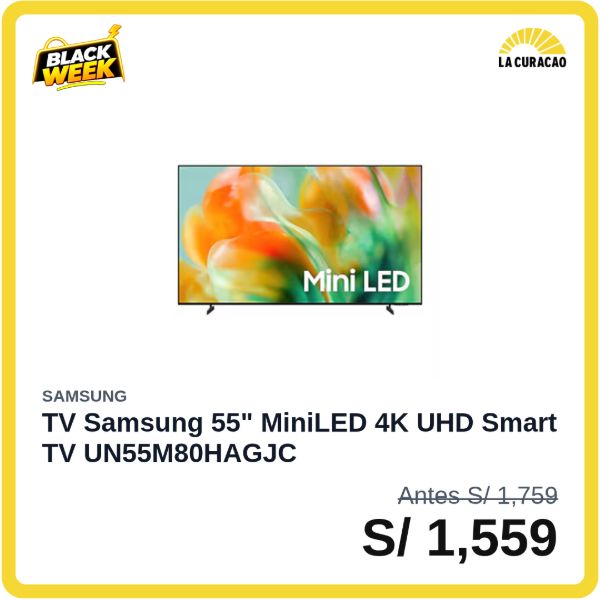 BLACK
WEEK
LA CURACAO
Mini LED
SAMSUNG
TV Samsung 55" MiniLED 4K UHD Smart
TV UN55M80HAGJC
Antes S/ 1,759
S/ 1,559